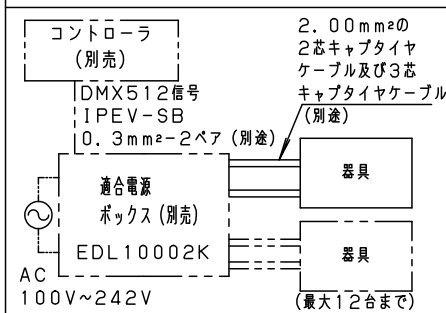 コントローラ
(別売)
2.00mm²の
2芯キャプタイヤ
ケーブル及び3芯
キャプタイヤケーブル
(別途)
DMX512信号
IPEV-SB
0.3mm²-2ペア (別途)
適合電源
ボックス(別売)
EDL10002K
器具
器具
AC
100V~242V
(最大12台まで)